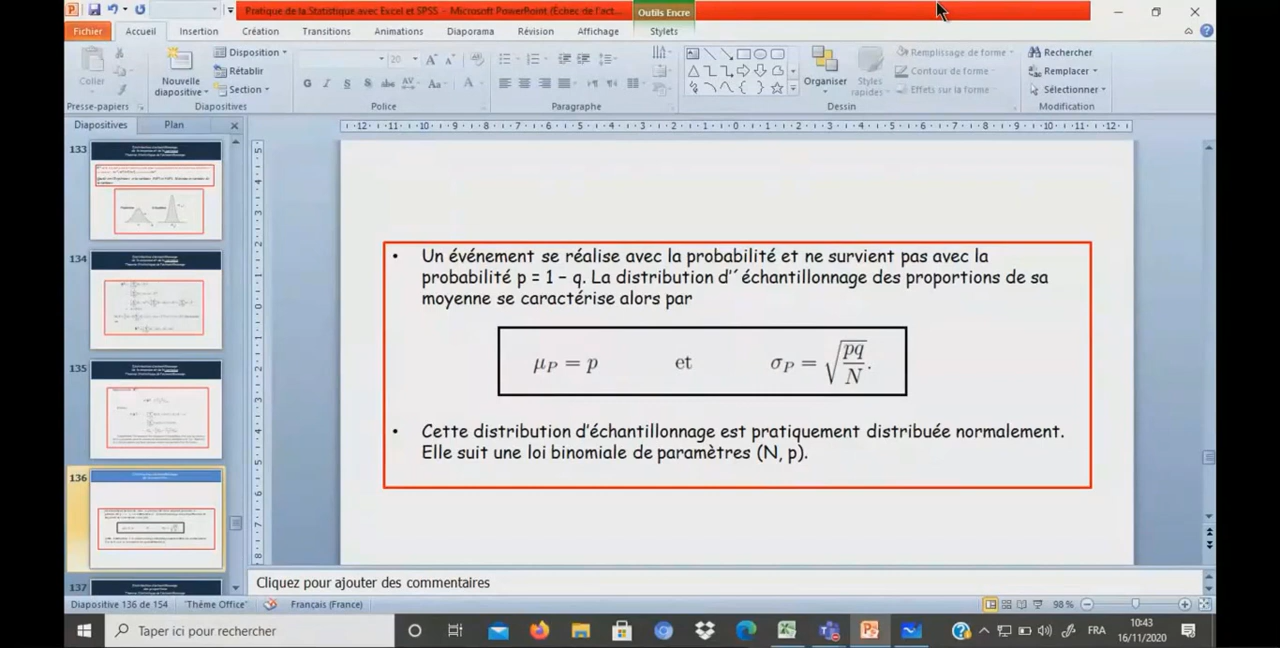 Pratique de la Statistique avec Excel et SPSS - Microsoft PowerPoint (Échec de l'act...
Outils Encre
Fichier
Accueil
Insertion
Création
Transitions
Animations
Diaporama
Révision
Affichage
Stylets
Coller
Nouvelle
diapositive
Disposition
Rétablir
Section
20
Remplissage de forme
Contour de forme
Effets sur la forme
Organiser
Styles
rapides
Rechercher
Remplacer
Sélectionner
Presse-papiers
Diapositives
Police
Paragraphe
Dessin
Modification
Diapositives
Plan
133
134
135
136
137
• Un événement se réalise avec la probabilité et ne survient pas avec la
probabilité p = 1 – q. La distribution d'´échantillonnage des proportions de sa
moyenne se caractérise alors par
μP = p et σP = √(pq/N).
• Cette distribution d'échantillonnage est pratiquement distribuée normalement.
Elle suit une loi binomiale de paramètres (N, p).
Cliquez pour ajouter des commentaires
Diapositive 136 de 154
"Thème Office"
Français (France)
98 %
Taper ici pour rechercher
FRA
10:43
16/11/2020